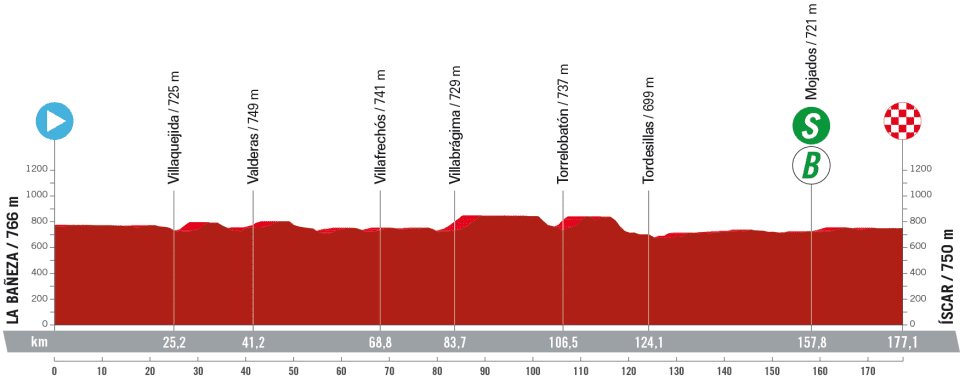 LA BAÑEZA / 766 m
1200
1000
800
600
400
200
0
Villaquejida / 725 m
Valderas / 749 m
Villafrechós / 741 m
Villabrágima / 729 m
Torrelobatón / 737 m
Tordesillas / 699 m
Mojados / 721 m
S
B
1200
1000
800
600
400
200
0
ÍSCAR / 750 m
km 25,2 41,2 68,8 83,7 106,5 124,1 157,8 177,1
0 10 20 30 40 50 60 70 80 90 100 110 120 130 140 150 160 170